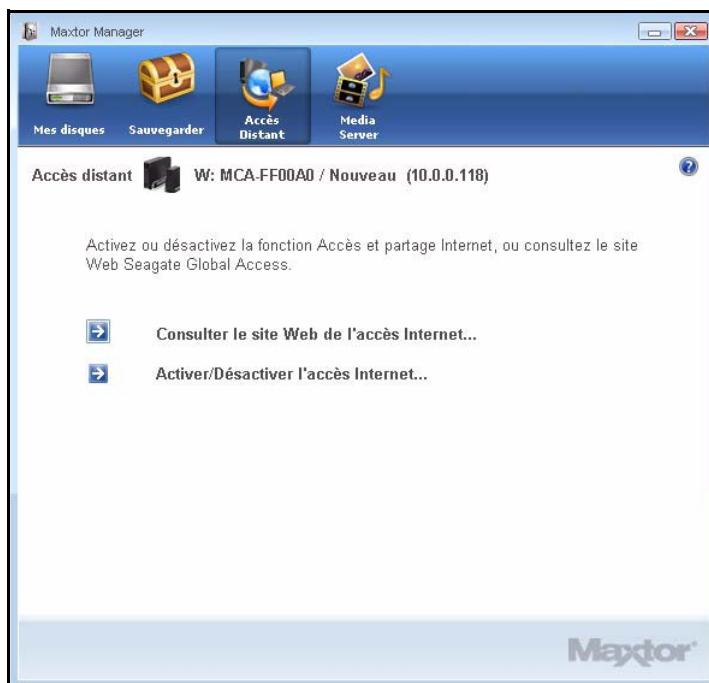 Maxtor Manager
Mes disques
Sauvegarder
Accès
Distant
Media
Server
Accès distant W: MCA-FF00A0 / Nouveau (10.0.0.118)
Activez ou désactivez la fonction Accès et partage Internet, ou consultez le site
Web Seagate Global Access.
Consulter le site Web de l'accès Internet...
Activer/Désactiver l'accès Internet...
Maxtor